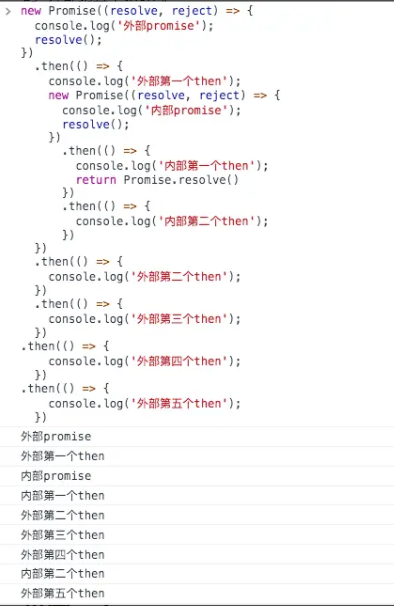 > new Promise((resolve, reject) => {
    console.log('外部promise');
    resolve();
  })
    .then(() => {
      console.log('外部第一个then');
      new Promise((resolve, reject) => {
        console.log('内部promise');
        resolve();
      })
        .then(() => {
          console.log('内部第一个then');
          return Promise.resolve()
        })
        .then(() => {
          console.log('内部第二个then');
        })
    })
    .then(() => {
      console.log('外部第二个then');
    })
    .then(() => {
      console.log('外部第三个then');
    })
  .then(() => {
      console.log('外部第四个then');
    })
  .then(() => {
      console.log('外部第五个then');
    })
外部promise
外部第一个then
内部promise
内部第一个then
外部第二个then
外部第三个then
外部第四个then
内部第二个then
外部第五个then